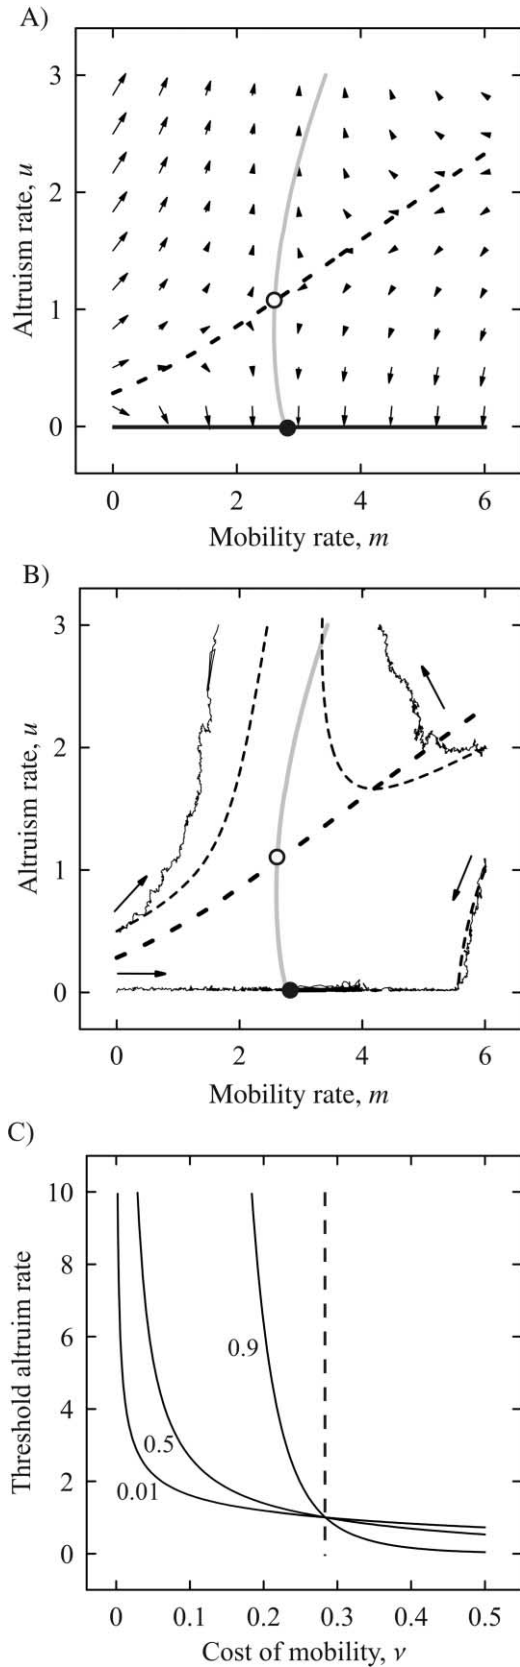 A)
3
2
1
0
Altruism rate, u
0 2 4 6
Mobility rate, m
B)
3
2
1
0
Altruism rate, u
0 2 4 6
Mobility rate, m
C)
10
8
6
4
2
0
Threshold altruim rate
0.9
0.5
0.01
0 0.1 0.2 0.3 0.4 0.5
Cost of mobility, ν